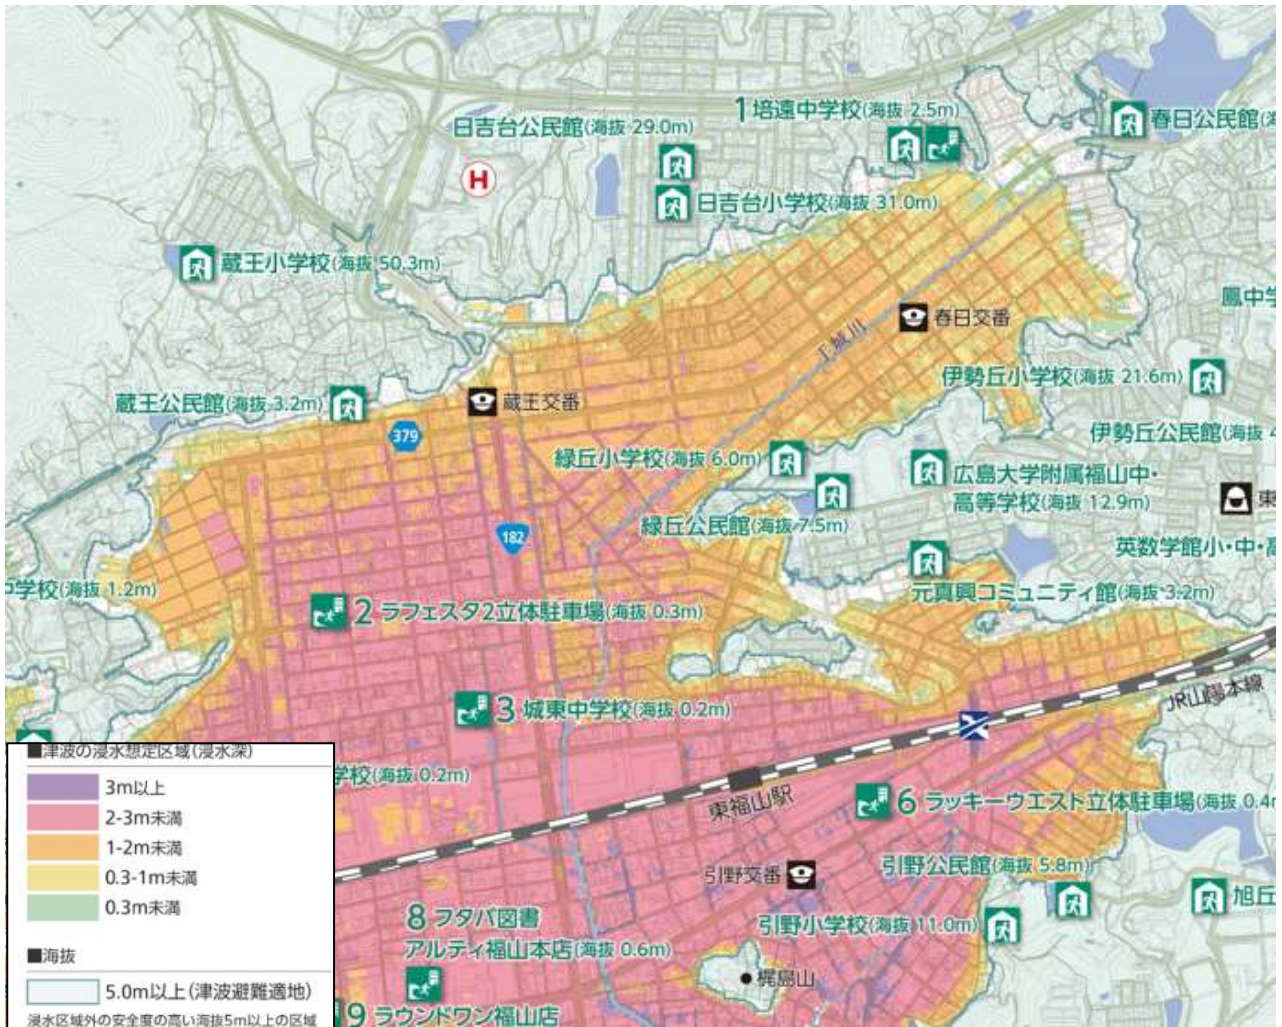 1 培遠中学校(海抜 2.5m)
春日公民館(海
日吉台公民館(海抜 29.0m)
H
日吉台小学校(海抜 31.0m)
蔵王小学校(海抜 50.3m)
鳳中学
春日交番
手城川
伊勢丘小学校(海抜 21.6m)
蔵王公民館(海抜 3.2m)
蔵王交番
379
伊勢丘公民館(海抜 4
緑丘小学校(海抜 6.0m)
広島大学附属福山中・
高等学校(海抜 12.9m)
東
緑丘公民館(海抜 7.5m)
182
英数学館小・中・高
中学校(海抜 1.2m)
元真興コミュニティ館(海抜 3.2m)
2 ラフェスタ2立体駐車場(海抜 0.3m)
JR山陽本線
3 城東中学校(海抜 0.2m)
学校(海抜 0.2m)
東福山駅
6 ラッキーウエスト立体駐車場(海抜 0.4m
引野交番
引野公民館(海抜 5.8m)
旭丘
8 フタバ図書
アルティ福山本店(海抜 0.6m)
引野小学校(海抜 11.0m)
梶島山
9 ラウンドワン福山店
■津波の浸水想定区域(浸水深)
3m以上
2-3m未満
1-2m未満
0.3-1m未満
0.3m未満
■海抜
5.0m以上(津波避難適地)
浸水区域外の安全度の高い海抜5m以上の区域